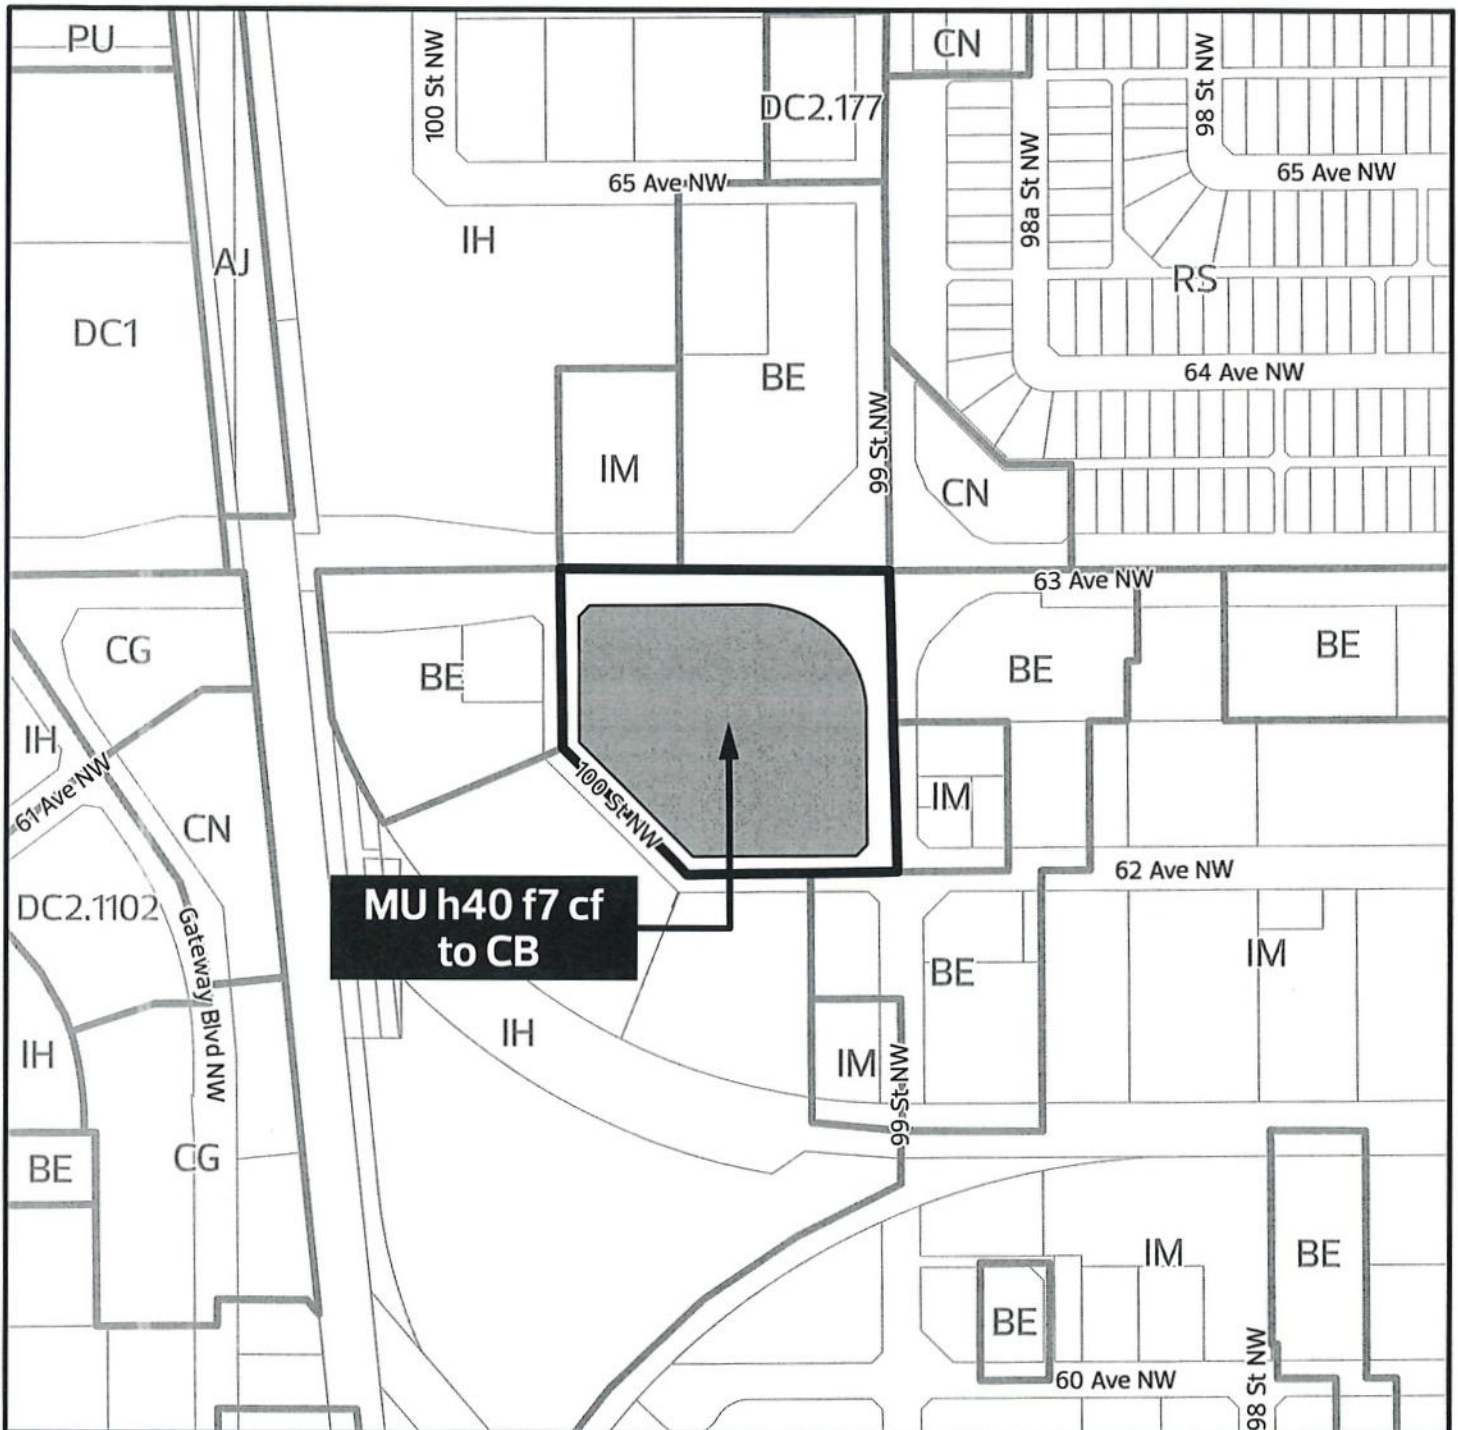 PU
100 St NW
CN
98 St NW
DC2.177
98a St NW
65 Ave NW
65 Ave NW
IH
AJ
RS
DC1
BE
64 Ave NW
99 St NW
IM
CN
63 Ave NW
CG
BE
BE
BE
IH
61 Ave NW
100 St NW
IM
CN
62 Ave NW
MU h40 f7 cf
to CB
DC2.1102
Gateway Blvd NW
BE
IM
IH
IH
IM
99 St NW
BE
CG
IM
BE
BE
98 St NW
60 Ave NW